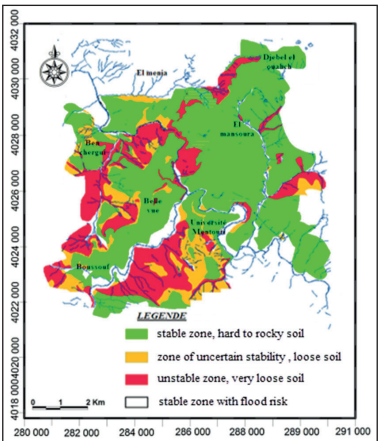 4032 000
4030 000
4028 000
4026 000
4024 000
4022 000
4020 000
4018 000
Djebel el
ouahch
El menia
El
mansoura
Ben
chergui
Belle
vue
Université
Mentouri
Boussouf
LEGENDE
stable zone, hard to rocky soil
zone of uncertain stability , loose soil
unstable zone, very loose soil
stable zone with flood risk
0 1 2 Km
280 000 282 000 284 000 286 000 288 000 289 000 291 000